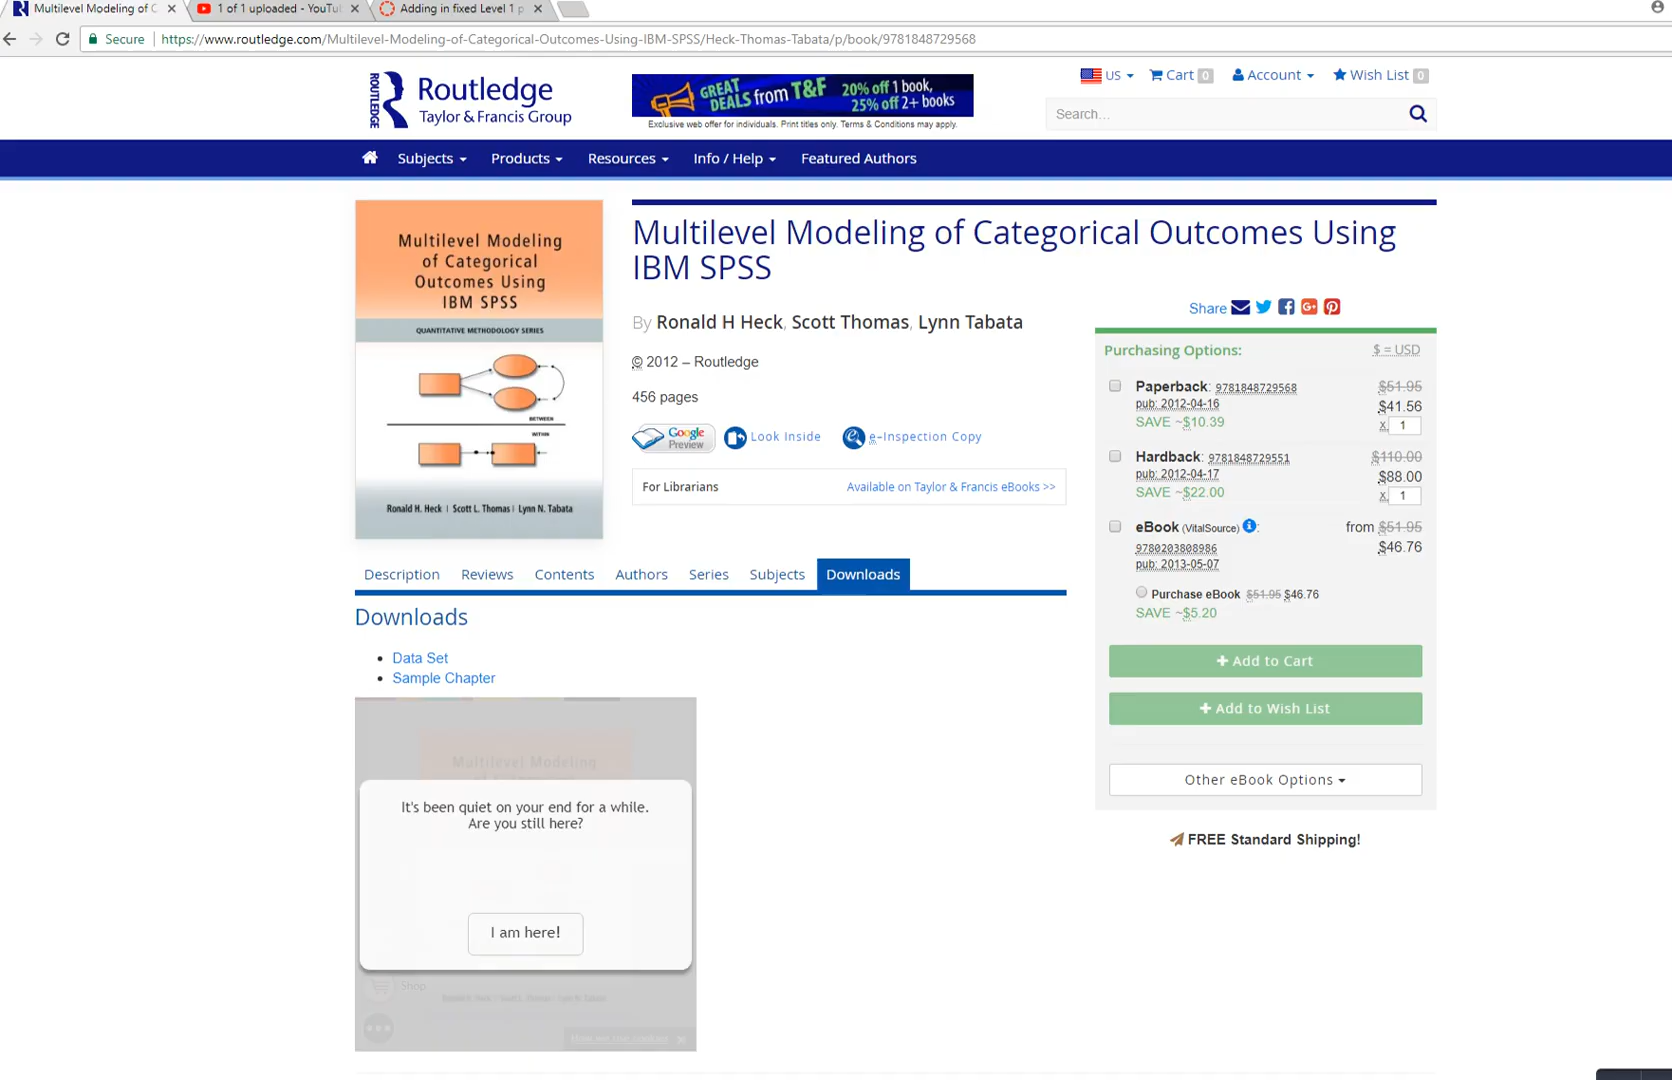 Multilevel Modeling of C
1 of 1 uploaded - YouTu
Adding in fixed Level 1 p
Secure
https://www.routledge.com/Multilevel-Modeling-of-Categorical-Outcomes-Using-IBM-SPSS/Heck-Thomas-Tabata/p/book/9781848729568
ROUTLEDGE
Routledge
Taylor & Francis Group
GREAT DEALS from T&F
20% off 1 book,
25% off 2+ books
Exclusive web offer for individuals. Print titles only. Terms & Conditions may apply.
US
Cart 0
Account
Wish List 0
Search...
Subjects
Products
Resources
Info / Help
Featured Authors
Multilevel Modeling
of Categorical
Outcomes Using
IBM SPSS
QUANTITATIVE METHODOLOGY SERIES
BETWEEN
WITHIN
Ronald H. Heck | Scott L. Thomas | Lynn N. Tabata
Multilevel Modeling of Categorical Outcomes Using
IBM SPSS
By Ronald H Heck, Scott Thomas, Lynn Tabata
© 2012 – Routledge
456 pages
Google
Preview
Look Inside
e-Inspection Copy
For Librarians
Available on Taylor & Francis eBooks >>
Share
Purchasing Options:
$ = USD
Paperback: 9781848729568
$51.95
pub: 2012-04-16
$41.56
SAVE ~$10.39
x 1
Hardback: 9781848729551
$110.00
pub: 2012-04-17
$88.00
SAVE ~$22.00
x 1
eBook (VitalSource) :
from $51.95
9780203808986
$46.76
pub: 2013-05-07
Purchase eBook $51.95 $46.76
SAVE ~$5.20
+ Add to Cart
+ Add to Wish List
Other eBook Options
FREE Standard Shipping!
Description
Reviews
Contents
Authors
Series
Subjects
Downloads
Downloads
• Data Set
• Sample Chapter
Multilevel Modeling
It's been quiet on your end for a while.
Are you still here?
I am here!
Shop